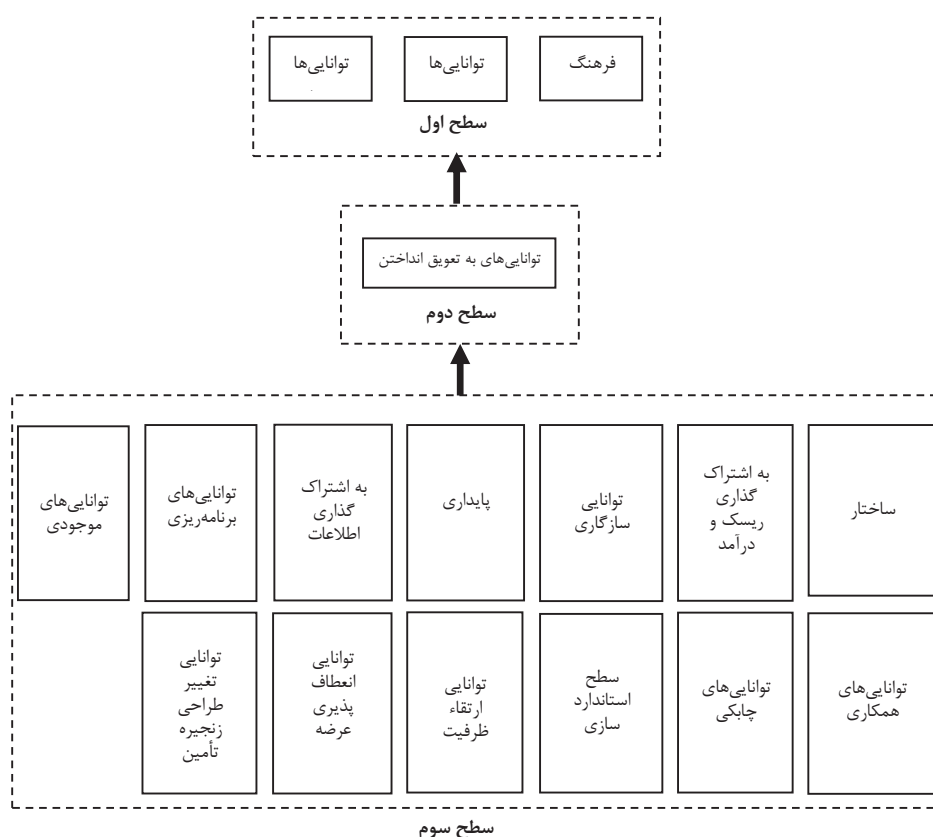 فرهنگ
توانایی‌ها
توانایی‌ها
سطح اول
توانایی‌های به تعویق انداختن
سطح دوم
ساختار
به اشتراک
گذاری
ریسک و
درآمد
توانایی
سازگاری
پایداری
به اشتراک
گذاری
اطلاعات
توانایی‌های
برنامه‌ریزی
توانایی‌های
موجودی
توانایی‌های
همکاری
توانایی‌های
چابکی
سطح
استاندارد
سازی
توانایی
ارتقاء
ظرفیت
توانایی
انعطاف
پذیری
عرضه
توانایی
تغییر
طراحی
زنجیره
تأمین
سطح سوم